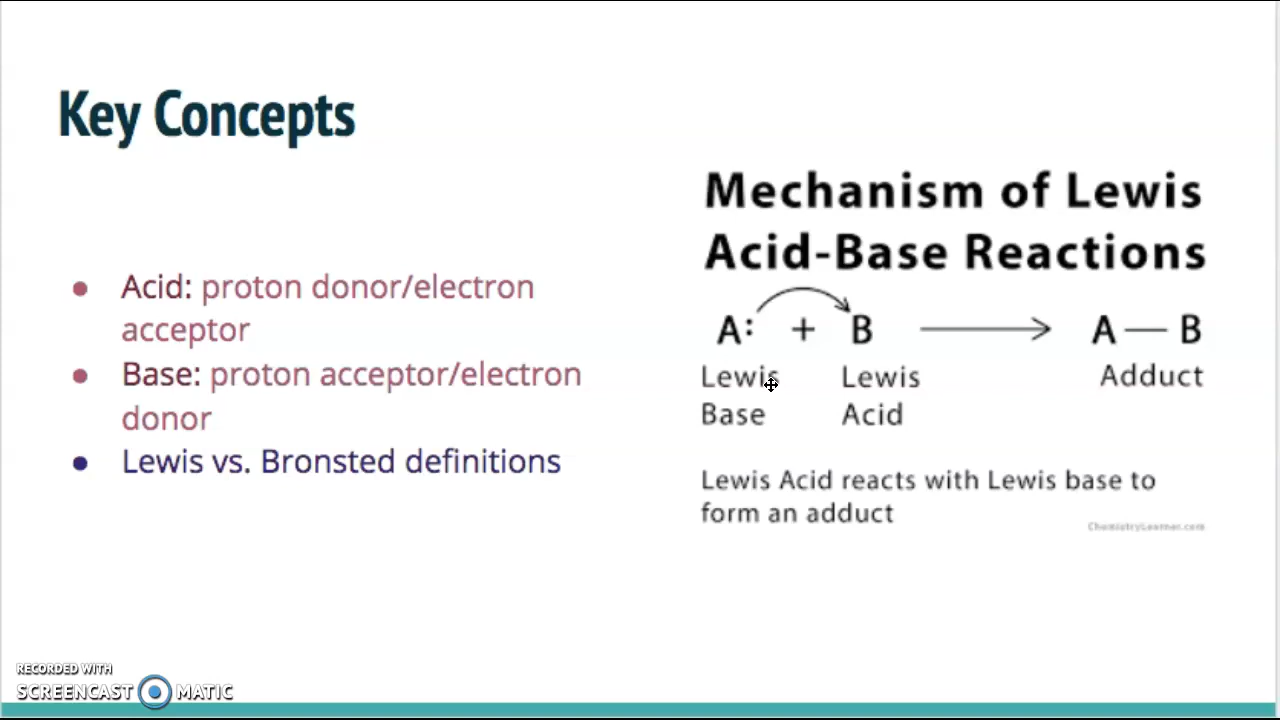 Key Concepts
Mechanism of Lewis
Acid-Base Reactions
● Acid: proton donor/electron
acceptor
● Base: proton acceptor/electron
donor
● Lewis vs. Bronsted definitions
A: + B → A — B
Lewis Lewis Adduct
Base Acid
Lewis Acid reacts with Lewis base to
form an adduct
ChemistryLearner.com
RECORDED WITH
SCREENCAST MATIC